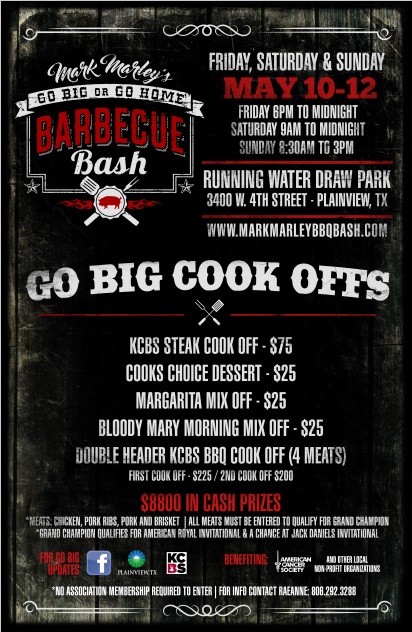 Mark Marley's
GO BIG OR GO HOME
BARBECUE
Bash
FRIDAY, SATURDAY & SUNDAY
MAY 10-12
FRIDAY 6PM TO MIDNIGHT
SATURDAY 9AM TO MIDNIGHT
SUNDAY 8:30AM TO 3PM
RUNNING WATER DRAW PARK
3400 W. 4TH STREET - PLAINVIEW, TX
WWW.MARKMARLEYBBQBASH.COM
GO BIG COOK OFFS
KCBS STEAK COOK OFF - $75
COOKS CHOICE DESSERT - $25
MARGARITA MIX OFF - $25
BLOODY MARY MORNING MIX OFF - $25
DOUBLE HEADER KCBS BBQ COOK OFF (4 MEATS)
FIRST COOK OFF - $225 / 2ND COOK OFF $200
$8800 IN CASH PRIZES
*MEATS: CHICKEN, PORK RIBS, PORK AND BRISKET | ALL MEATS MUST BE ENTERED TO QUALIFY FOR GRAND CHAMPION
*GRAND CHAMPION QUALIFES FOR AMERICAN ROYAL INVITATIONAL & A CHANCE AT JACK DANIELS INVITATIONAL
FOR GO BIG
UPDATES
f
PLAINVIEW.TX
KC
BS
BENEFITING:
AMERICAN
CANCER
SOCIETY
AND OTHER LOCAL
NON-PROFIT ORGANIZATIONS
*NO ASSOCIATION MEMBERSHIP REQUIRED TO ENTER | FOR INFO CONTACT RAEANNE: 806.292.3288